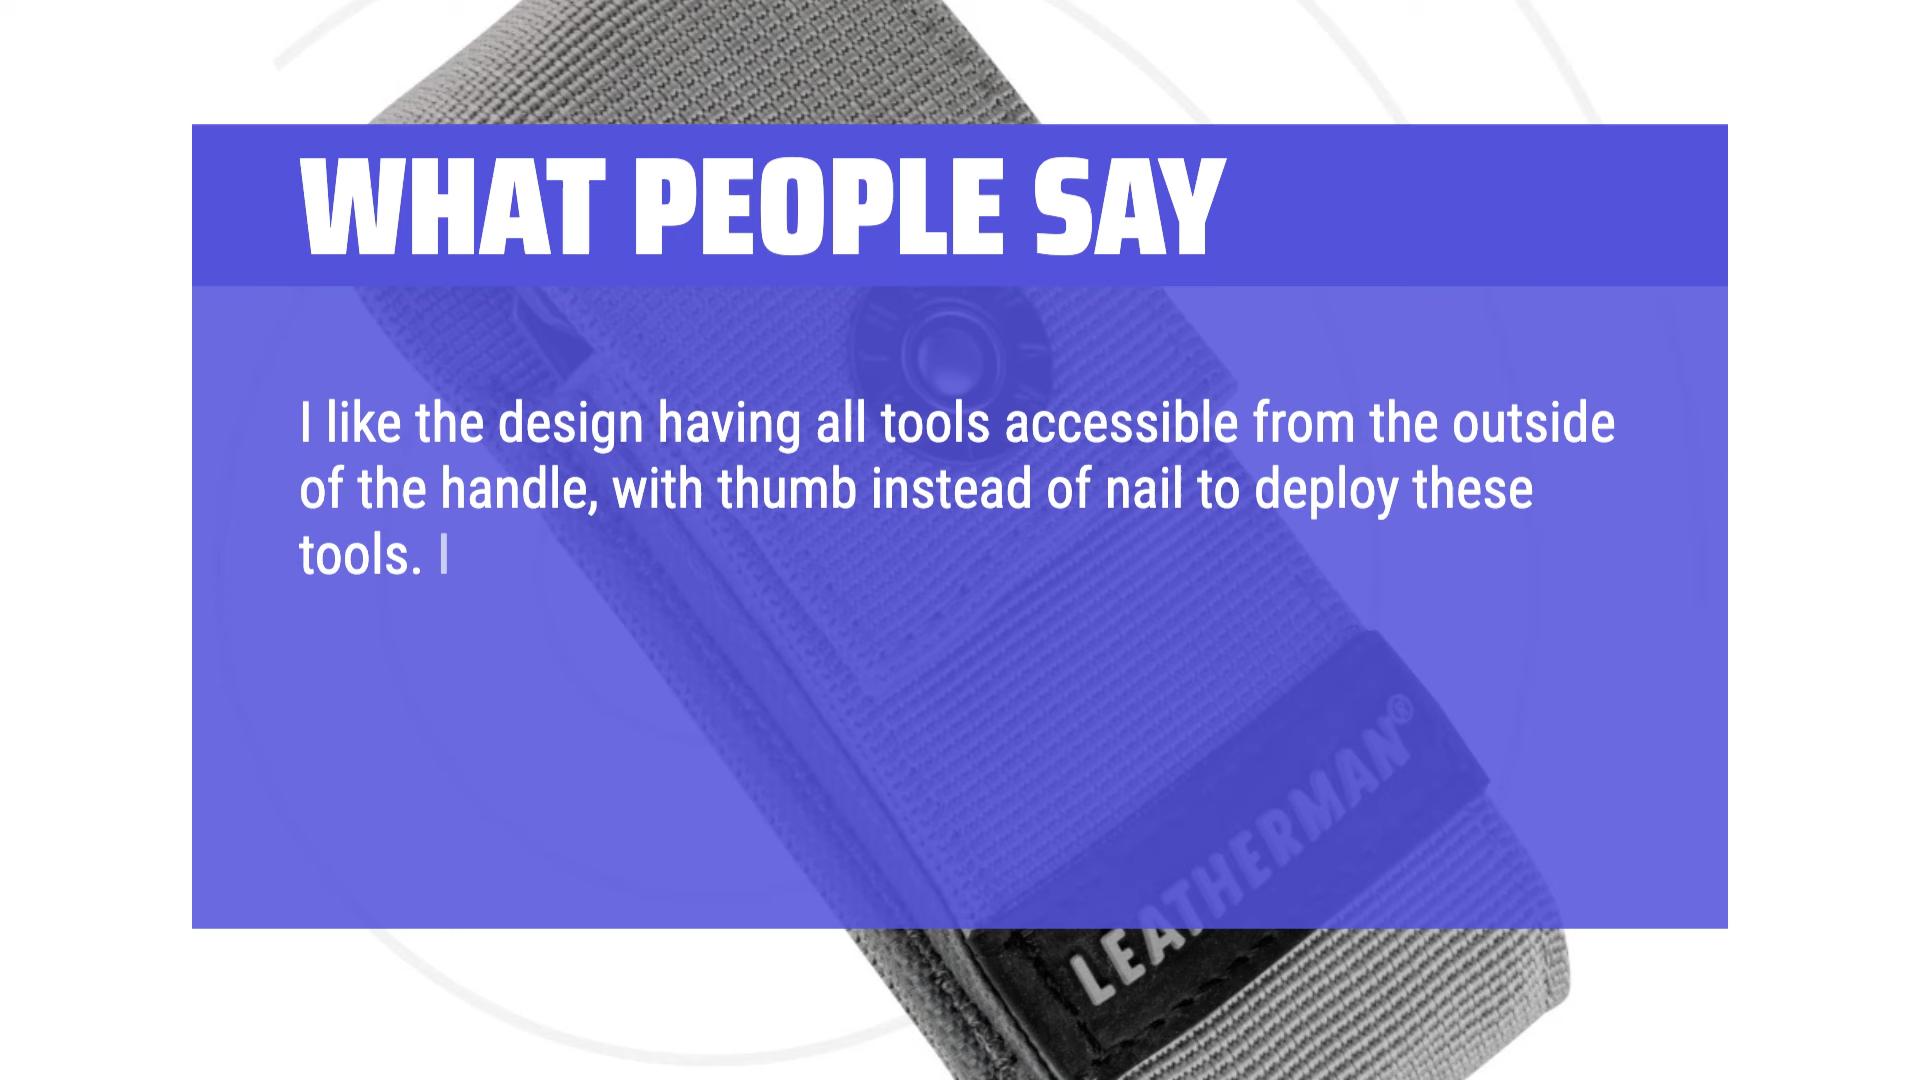 WHAT PEOPLE SAY
I like the design having all tools accessible from the outside
of the handle, with thumb instead of nail to deploy these
tools. I
LEATHERMAN®